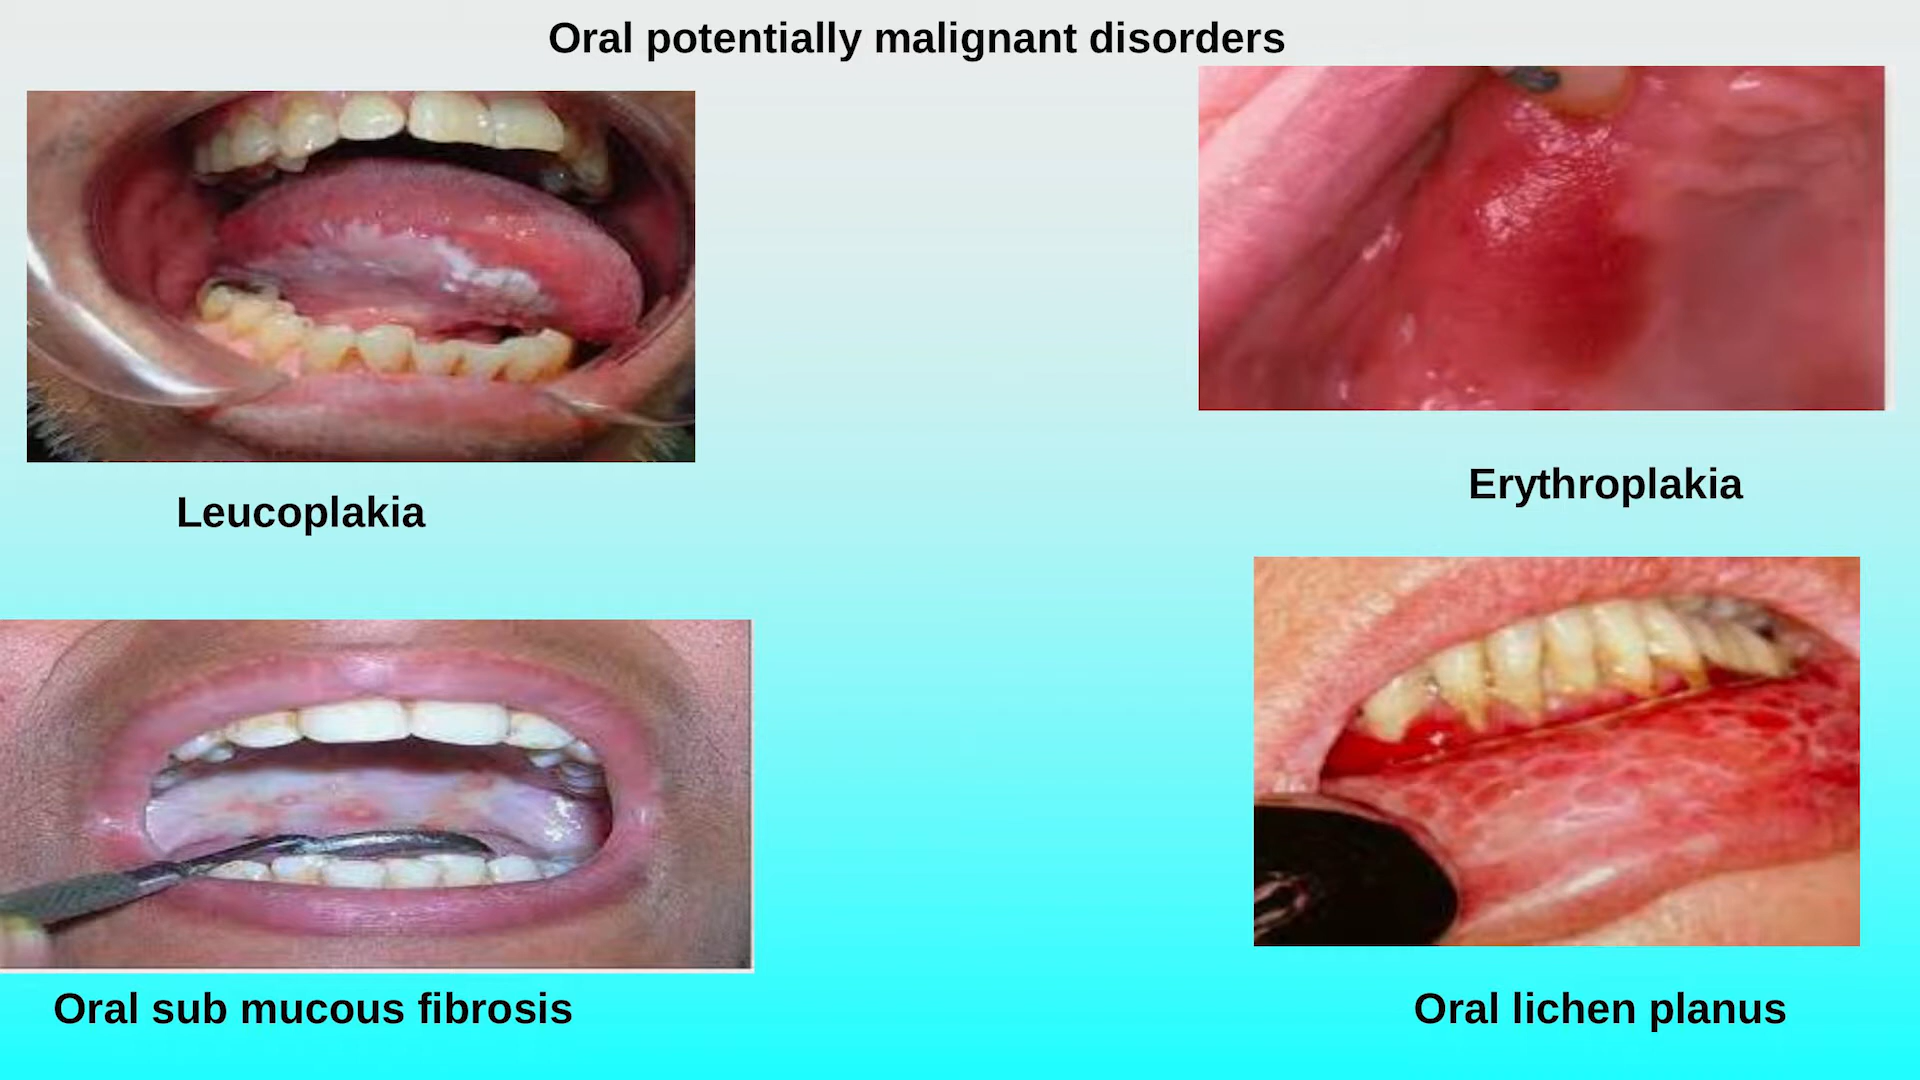 Oral potentially malignant disorders
Leucoplakia
Erythroplakia
Oral sub mucous fibrosis
Oral lichen planus